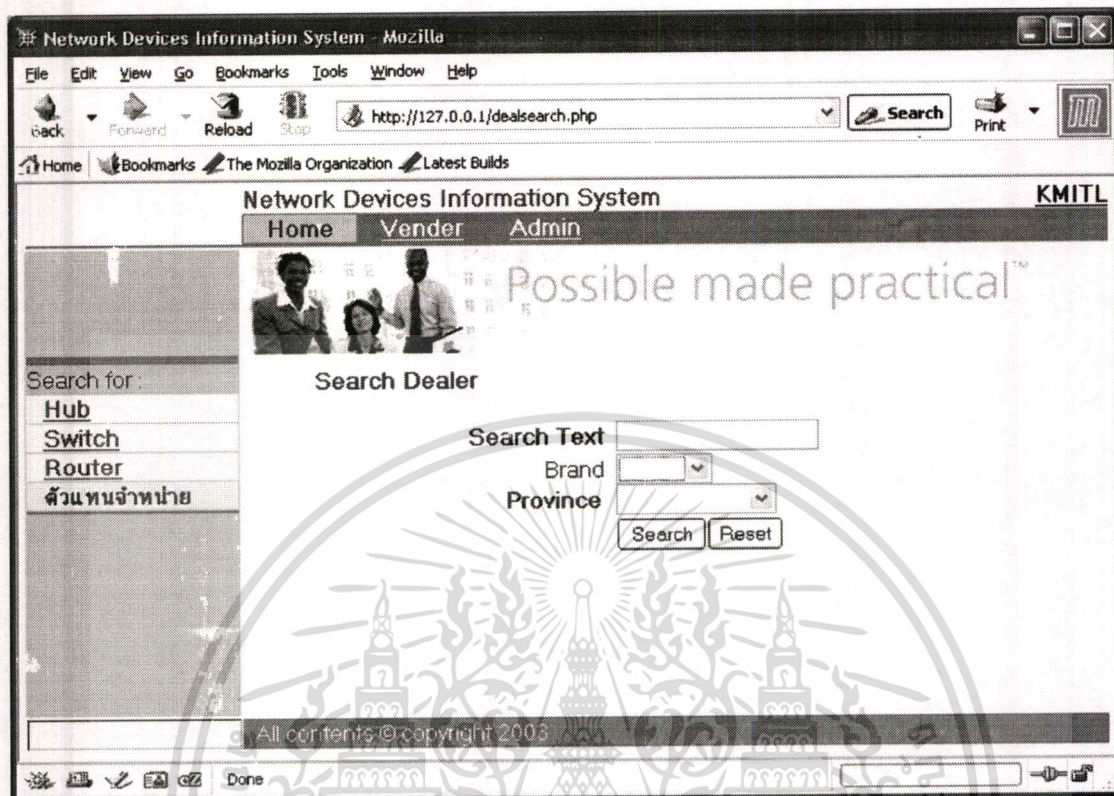 Network Devices Information System - Mozilla
File Edit View Go Bookmarks Tools Window Help
Back Forward Reload Stop http://127.0.0.1/dealsearch.php Search Print
Home Bookmarks The Mozilla Organization Latest Builds
Network Devices Information System KMITL
Home Vender Admin
Possible made practical™
Search for :
Hub
Switch
Router
ตัวแทนจำหน่าย
Search Dealer
Search Text
Brand
Province
Search Reset
All contents © copyright 2003
Done